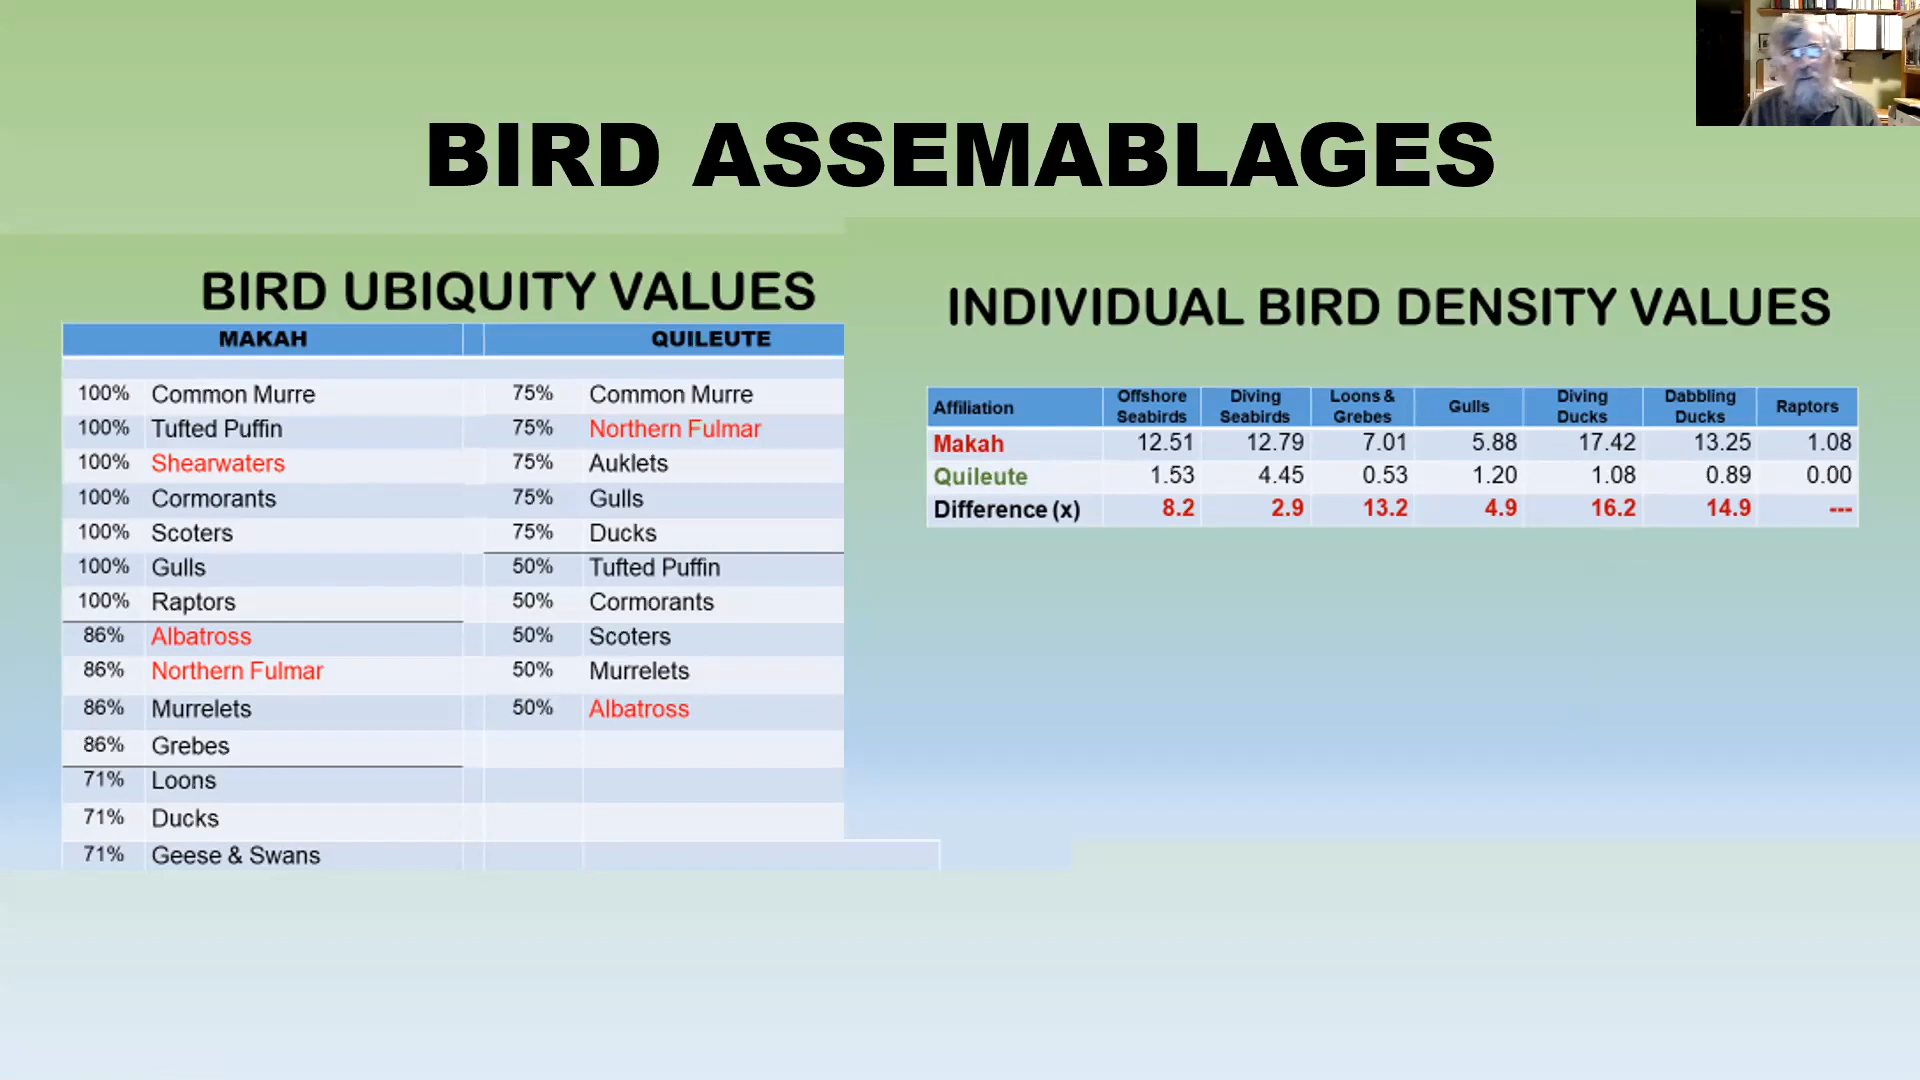 BIRD ASSEMABLAGES
BIRD UBIQUITY VALUES
MAKAH QUILEUTE
100% Common Murre 75% Common Murre
100% Tufted Puffin 75% Northern Fulmar
100% Shearwaters 75% Auklets
100% Cormorants 75% Gulls
100% Scoters 75% Ducks
100% Gulls 50% Tufted Puffin
100% Raptors 50% Cormorants
86% Albatross 50% Scoters
86% Northern Fulmar 50% Murrelets
86% Murrelets 50% Albatross
86% Grebes
71% Loons
71% Ducks
71% Geese & Swans
INDIVIDUAL BIRD DENSITY VALUES
Affiliation Offshore Seabirds Diving Seabirds Loons & Grebes Gulls Diving Ducks Dabbling Ducks Raptors
Makah 12.51 12.79 7.01 5.88 17.42 13.25 1.08
Quileute 1.53 4.45 0.53 1.20 1.08 0.89 0.00
Difference (x) 8.2 2.9 13.2 4.9 16.2 14.9 ---